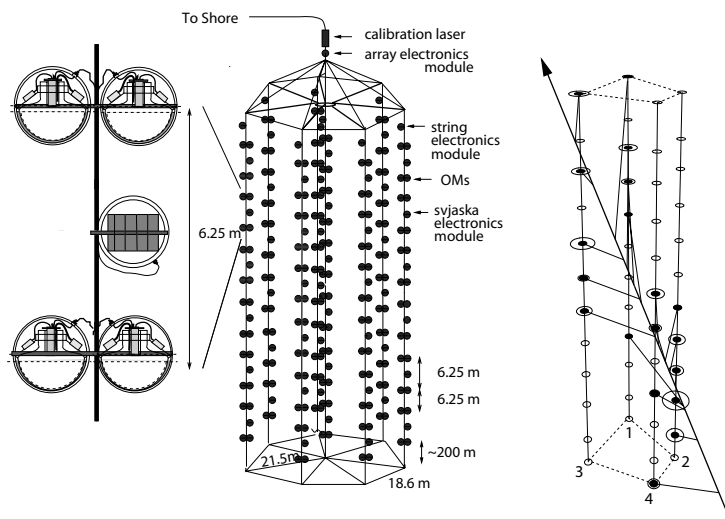 To Shore
calibration laser
array electronics
module
string
electronics
module
OMs
svjaska
electronics
module
6.25 m
6.25 m
6.25 m
~200 m
21.5m
18.6 m
1
2
3
4